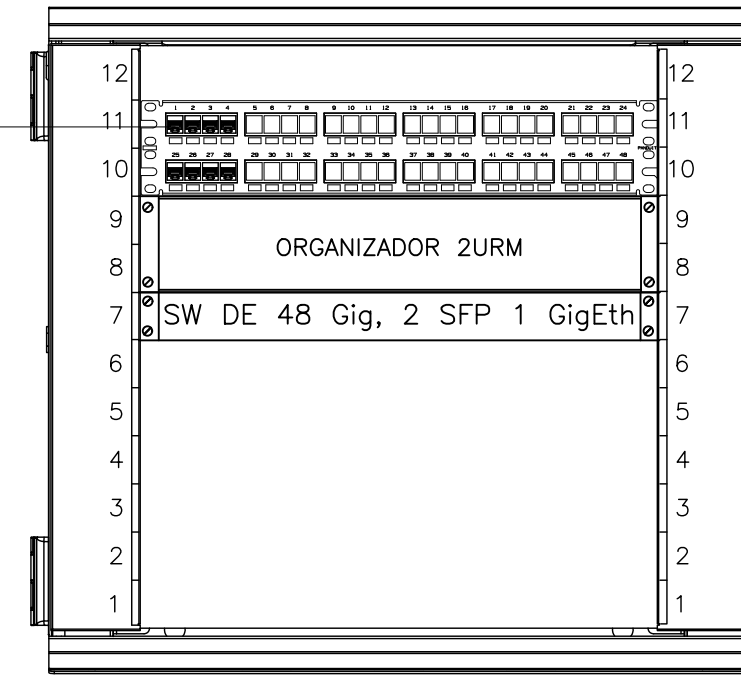 12 12
1 2 3 4 5 6 7 8 9 10 11 12 13 14 15 16 17 18 19 20 21 22 23 24
11 11
25 26 27 28 29 30 31 32 33 34 35 36 37 38 39 40 41 42 43 44 45 46 47 48
PANDUIT
10 10
9 9
ORGANIZADOR 2URM
8 8
7 SW DE 48 Gig, 2 SFP 1 GigEth 7
6 6
5 5
4 4
3 3
2 2
1 1